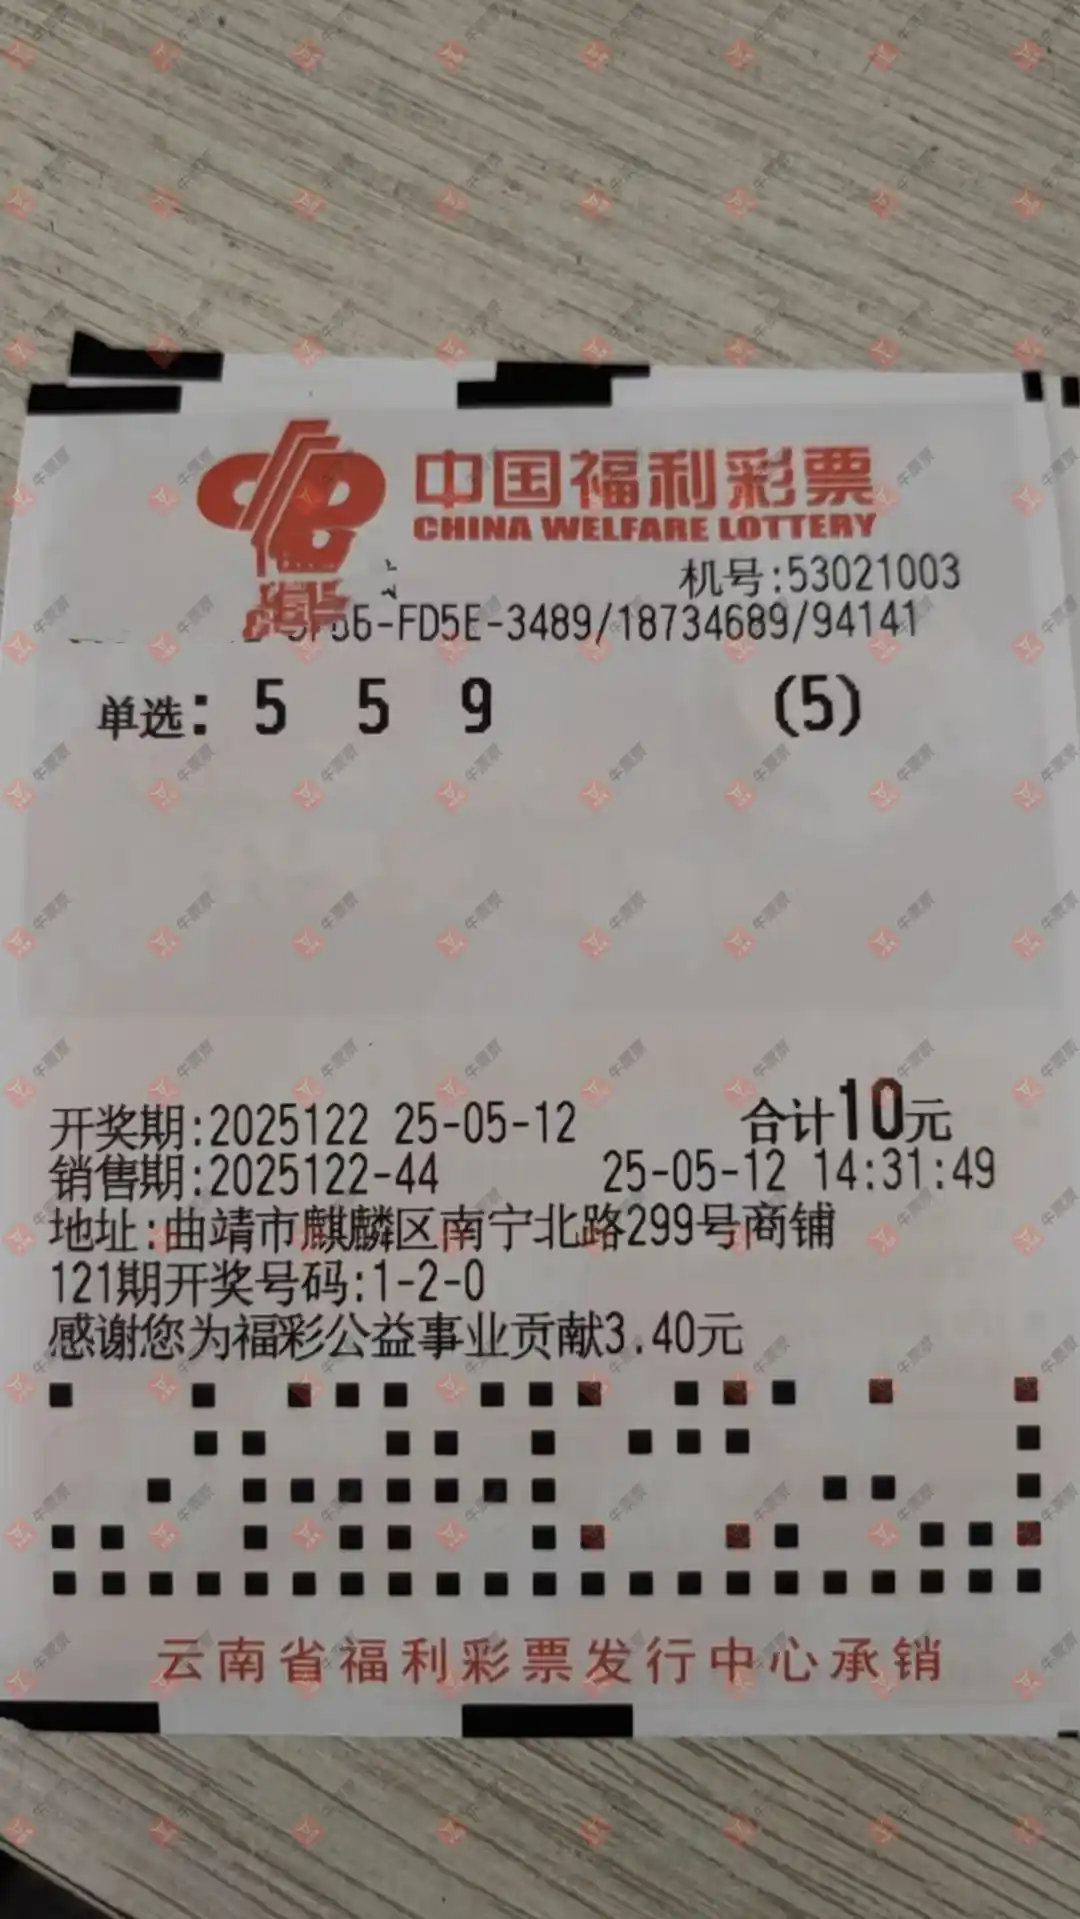 中国福利彩票
CHINA WELFARE LOTTERY
机号:53021003
-FD5E-3489/18734689/94141
单选: 5 5 9 (5)
开奖期:2025122 25-05-12 合计10元
销售期:2025122-44 25-05-12 14:31:49
地址:曲靖市麒麟区南宁北路299号商铺
121期开奖号码:1-2-0
感谢您为福彩公益事业贡献3.40元
云南省福利彩票发行中心承销